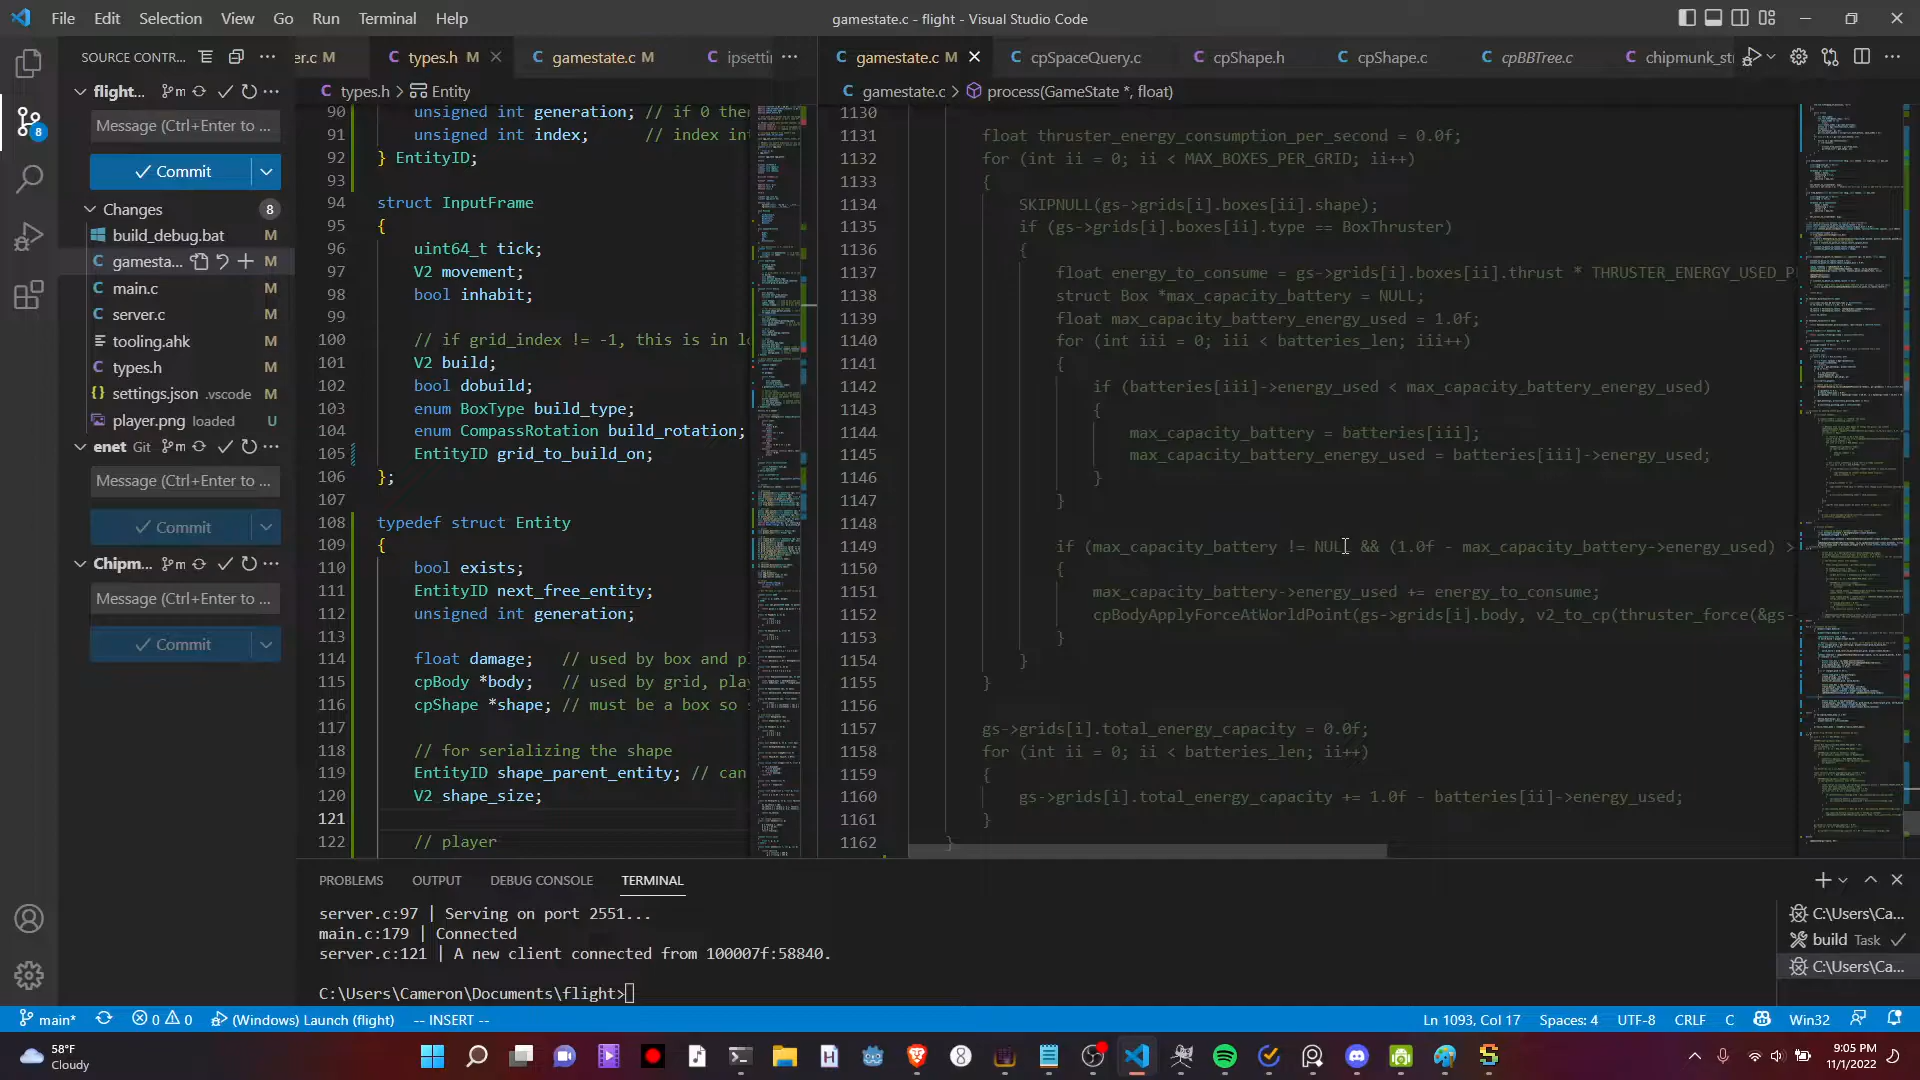 File Edit Selection View Go Run Terminal Help
gamestate.c - flight - Visual Studio Code
SOURCE CONTR...
er.c M
types.h M
gamestate.c M
ipsetti
gamestate.c M
cpSpaceQuery.c
cpShape.h
cpShape.c
cpBBTree.c
chipmunk_st
flight...
Message (Ctrl+Enter to ...
Commit
Changes 8
build_debug.bat M
gamesta... M
main.c M
server.c M
tooling.ahk M
types.h M
settings.json .vscode M
player.png loaded U
enet Git
Message (Ctrl+Enter to ...
Commit
Chipm...
Message (Ctrl+Enter to ...
Commit
8
types.h > Entity
90 unsigned int generation; // if 0 the
91 unsigned int index; // index in
92 } EntityID;
93
94 struct InputFrame
95 {
96 uint64_t tick;
97 V2 movement;
98 bool inhabit;
99
100 // if grid_index != -1, this is in l
101 V2 build;
102 bool dobuild;
103 enum BoxType build_type;
104 enum CompassRotation build_rotation;
105 EntityID grid_to_build_on;
106 };
107
108 typedef struct Entity
109 {
110 bool exists;
111 EntityID next_free_entity;
112 unsigned int generation;
113
114 float damage; // used by box and p
115 cpBody *body; // used by grid, pla
116 cpShape *shape; // must be a box so s
117
118 // for serializing the shape
119 EntityID shape_parent_entity; // can
120 V2 shape_size;
121
122 // player
gamestate.c > process(GameState *, float)
1130
1131 float thruster_energy_consumption_per_second = 0.0f;
1132 for (int ii = 0; ii < MAX_BOXES_PER_GRID; ii++)
1133 {
1134 SKIPNULL(gs->grids[i].boxes[ii].shape);
1135 if (gs->grids[i].boxes[ii].type == BoxThruster)
1136 {
1137 float energy_to_consume = gs->grids[i].boxes[ii].thrust * THRUSTER_ENERGY_USED_P
1138 struct Box *max_capacity_battery = NULL;
1139 float max_capacity_battery_energy_used = 1.0f;
1140 for (int iii = 0; iii < batteries_len; iii++)
1141 {
1142 if (batteries[iii]->energy_used < max_capacity_battery_energy_used)
1143 {
1144 max_capacity_battery = batteries[iii];
1145 max_capacity_battery_energy_used = batteries[iii]->energy_used;
1146 }
1147 }
1148
1149 if (max_capacity_battery != NULL && (1.0f - max_capacity_battery->energy_used) >
1150 {
1151 max_capacity_battery->energy_used += energy_to_consume;
1152 cpBodyApplyForceAtWorldPoint(gs->grids[i].body, v2_to_cp(thruster_force(&gs-
1153 }
1154 }
1155 }
1156
1157 gs->grids[i].total_energy_capacity = 0.0f;
1158 for (int ii = 0; ii < batteries_len; ii++)
1159 {
1160 gs->grids[i].total_energy_capacity += 1.0f - batteries[ii]->energy_used;
1161 }
1162 }
PROBLEMS OUTPUT DEBUG CONSOLE TERMINAL
server.c:97 | Serving on port 2551...
main.c:179 | Connected
server.c:121 | A new client connected from 100007f:58840.
C:\Users\Cameron\Documents\flight>
C:\Users\Ca...
build Task
C:\Users\Ca...
main* 0 0 (Windows) Launch (flight) -- INSERT --
Ln 1093, Col 17 Spaces: 4 UTF-8 CRLF C Win32
58°F
Cloudy
9:05 PM
11/1/2022